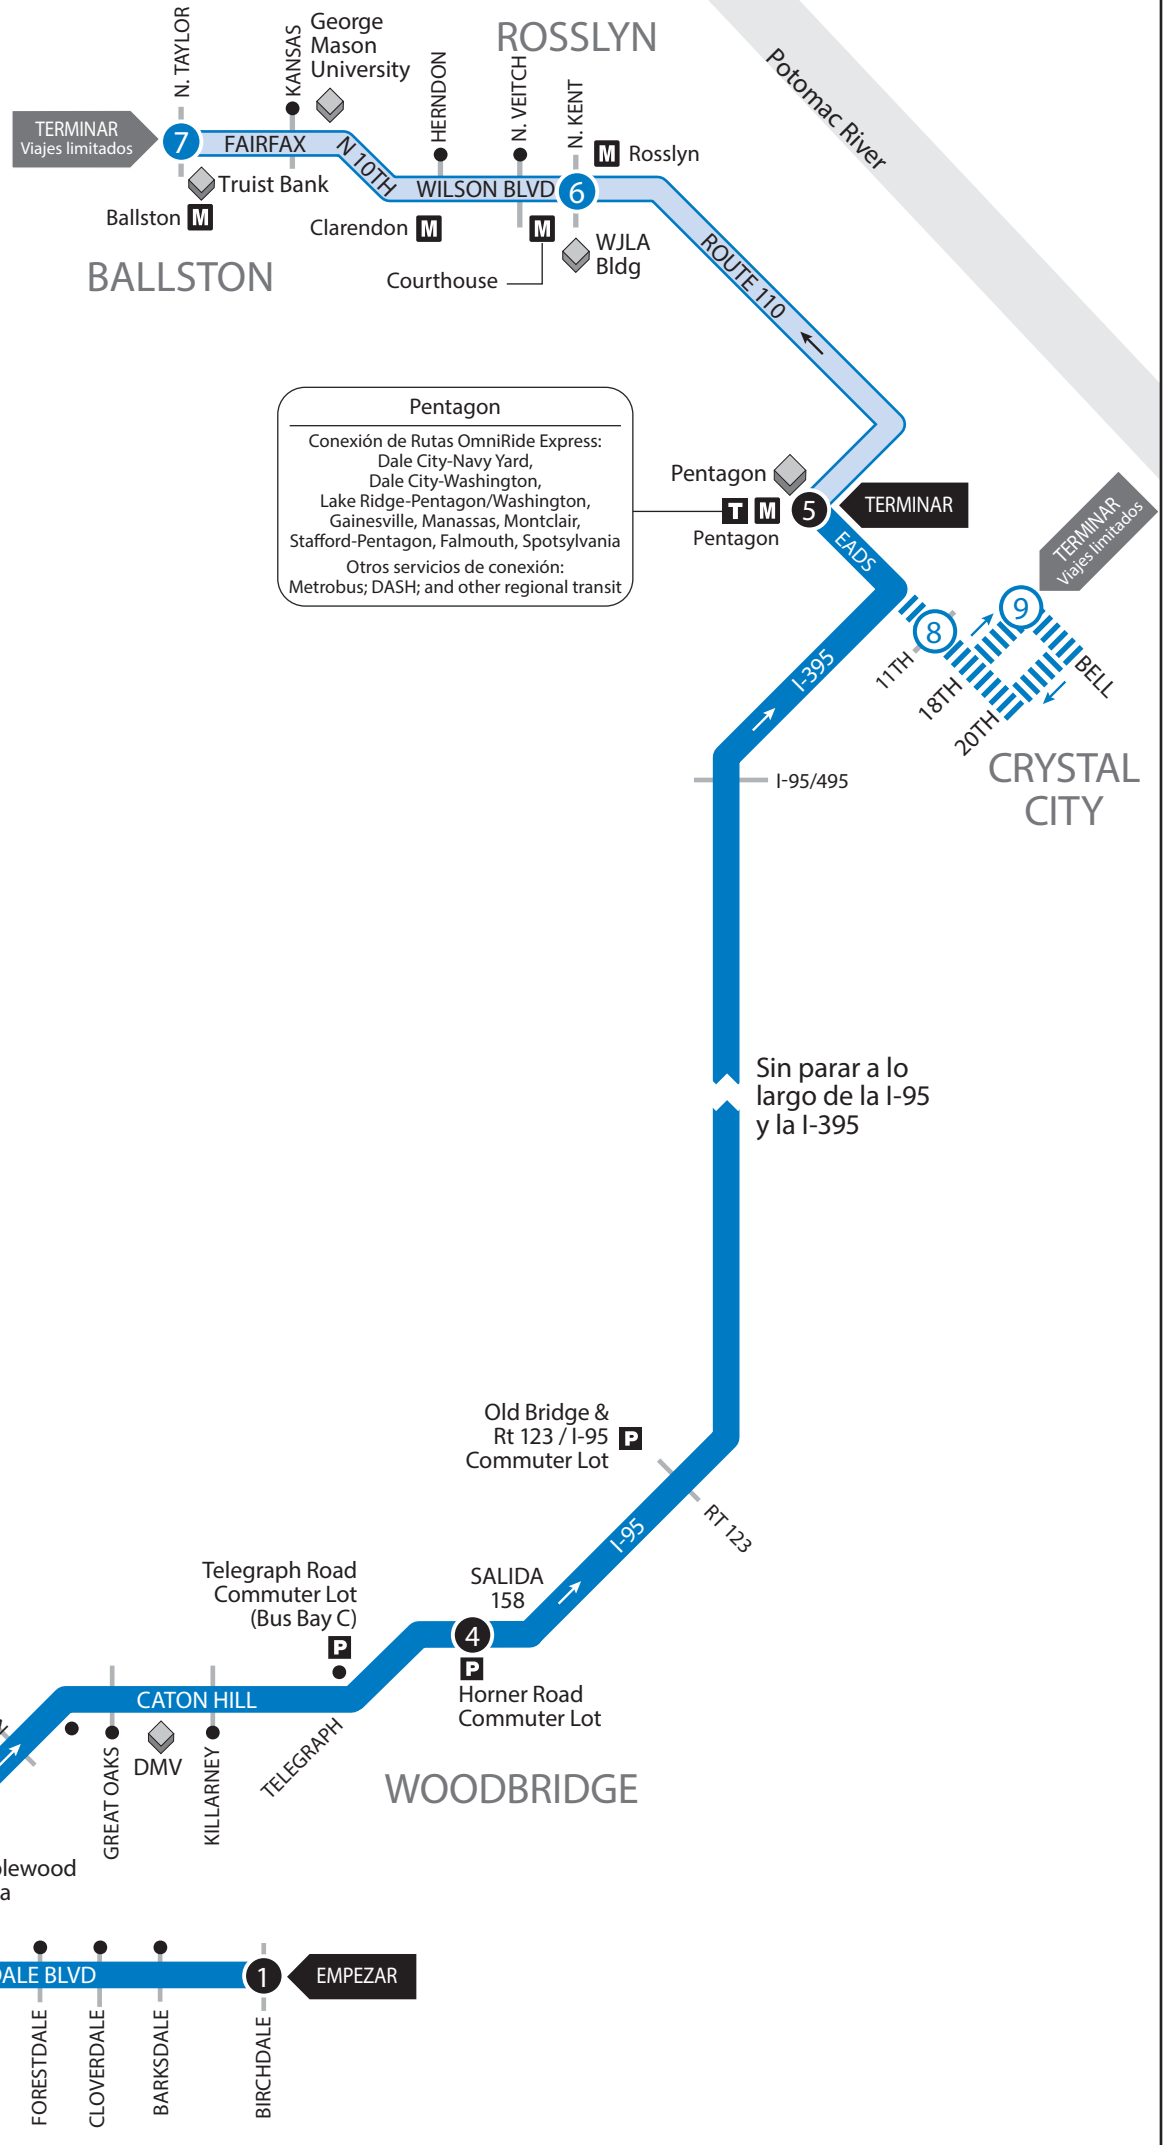 ROSSLYN
N. TAYLOR
KANSAS
George
Mason
University
HERNDON
N. VEITCH
N. KENT
Potomac River
TERMINAR
Viajes limitados
7
FAIRFAX
N 10TH
WILSON BLVD
6
M Rosslyn
Truist Bank
Ballston M
Clarendon M
M
Courthouse
WJLA
Bldg
BALLSTON
ROUTE 110
Pentagon
Conexión de Rutas OmniRide Express:
Dale City-Navy Yard,
Dale City-Washington,
Lake Ridge-Pentagon/Washington,
Gainesville, Manassas, Montclair,
Stafford-Pentagon, Falmouth, Spotsylvania
Otros servicios de conexión:
Metrobus; DASH; and other regional transit
Pentagon
T M
Pentagon
5
TERMINAR
EADS
TERMINAR
Viajes limitados
9
8
11TH
18TH
20TH
BELL
CRYSTAL
CITY
I-395
I-95/495
Sin parar a lo
largo de la I-95
y la I-395
Old Bridge &
Rt 123 / I-95
Commuter Lot
P
RT 123
I-95
SALIDA
158
4
P
Horner Road
Commuter Lot
Telegraph Road
Commuter Lot
(Bus Bay C)
P
CATON HILL
DMV
GREAT OAKS
KILLARNEY
TELEGRAPH
WOODBRIDGE
lewood
a
ALE BLVD
1
EMPEZAR
FORESTDALE
CLOVERDALE
BARKSDALE
BIRCHDALE